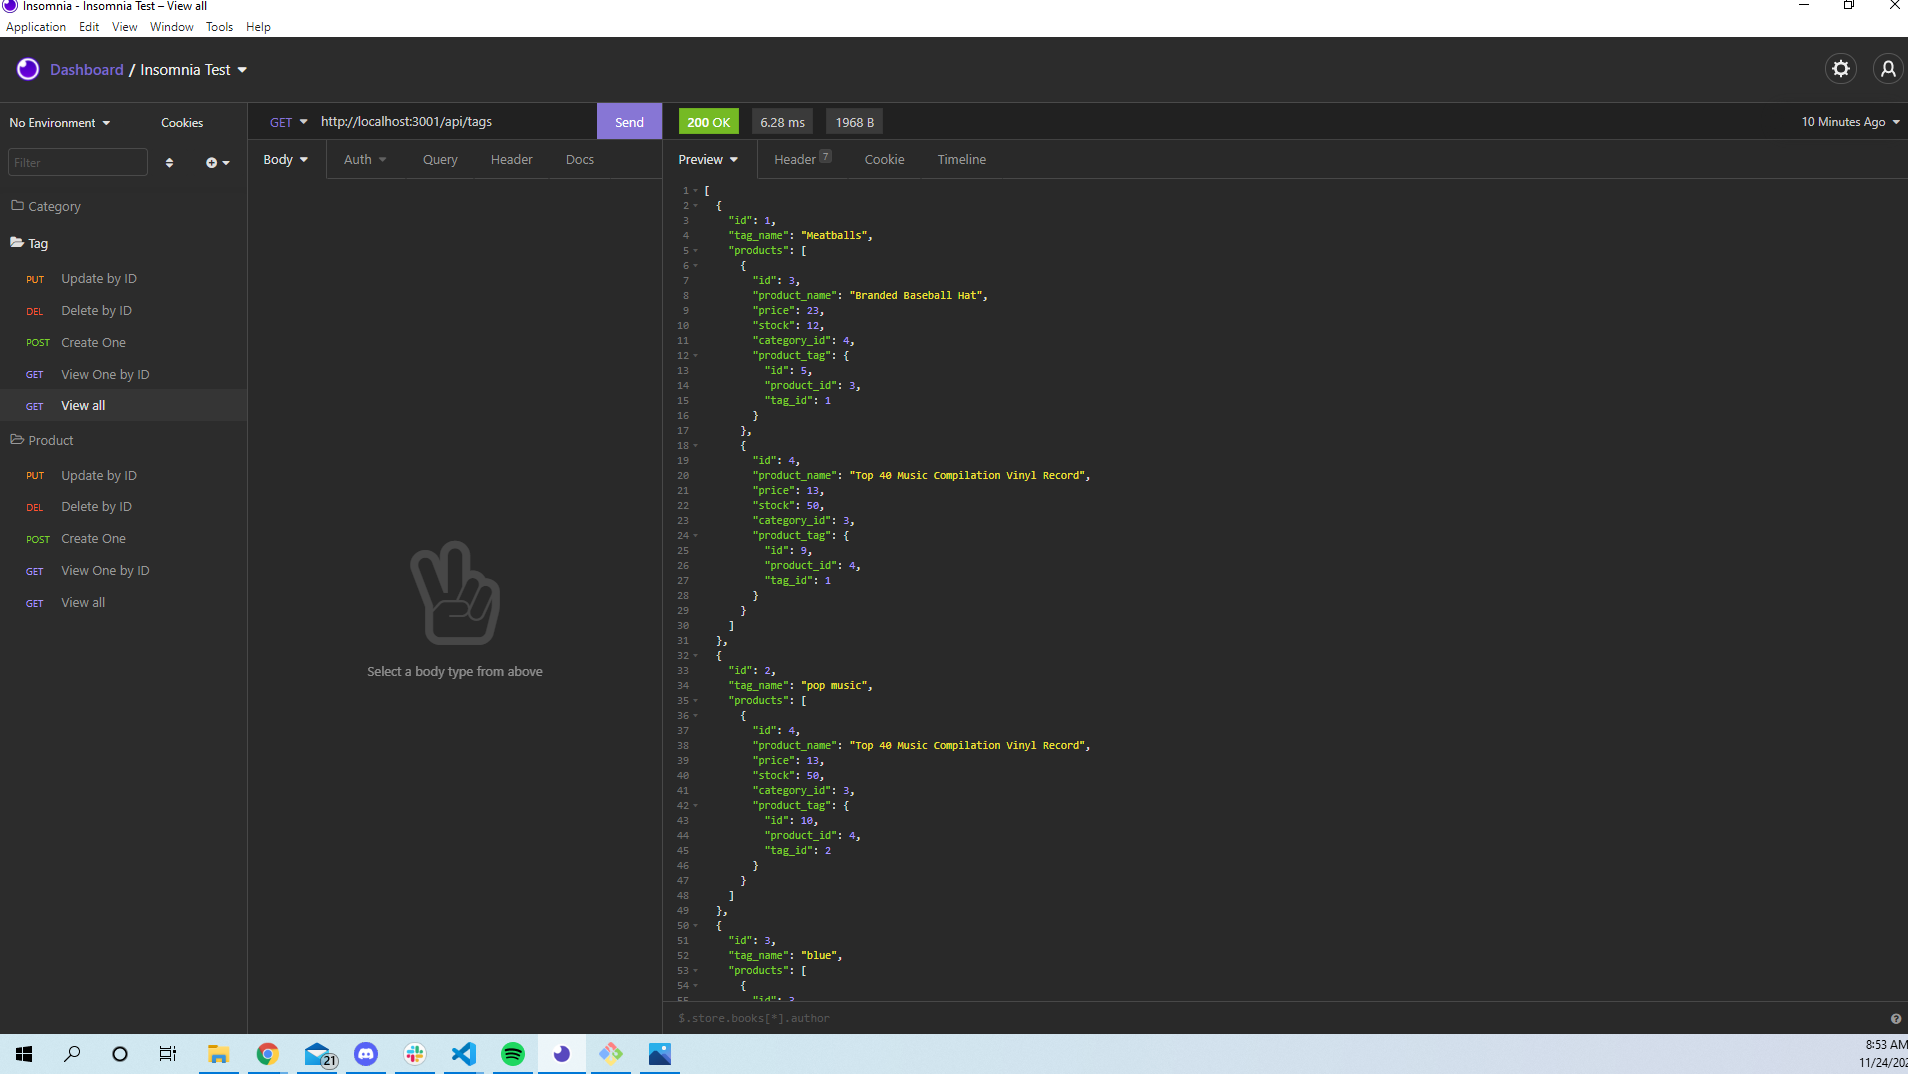 Insomnia - Insomnia Test – View all
Application Edit View Window Tools Help
Dashboard / Insomnia Test
No Environment Cookies
GET http://localhost:3001/api/tags Send
200 OK 6.28 ms 1968 B 10 Minutes Ago
Filter
Body Auth Query Header Docs
Preview Header 7 Cookie Timeline
Category
Tag
PUT Update by ID
DEL Delete by ID
POST Create One
GET View One by ID
GET View all
Product
PUT Update by ID
DEL Delete by ID
POST Create One
GET View One by ID
GET View all
Select a body type from above
1 [
2 {
3 "id": 1,
4 "tag_name": "Meatballs",
5 "products": [
6 {
7 "id": 3,
8 "product_name": "Branded Baseball Hat",
9 "price": 23,
10 "stock": 12,
11 "category_id": 4,
12 "product_tag": {
13 "id": 5,
14 "product_id": 3,
15 "tag_id": 1
16 }
17 },
18 {
19 "id": 4,
20 "product_name": "Top 40 Music Compilation Vinyl Record",
21 "price": 13,
22 "stock": 50,
23 "category_id": 3,
24 "product_tag": {
25 "id": 9,
26 "product_id": 4,
27 "tag_id": 1
28 }
29 }
30 ]
31 },
32 {
33 "id": 2,
34 "tag_name": "pop music",
35 "products": [
36 {
37 "id": 4,
38 "product_name": "Top 40 Music Compilation Vinyl Record",
39 "price": 13,
40 "stock": 50,
41 "category_id": 3,
42 "product_tag": {
43 "id": 10,
44 "product_id": 4,
45 "tag_id": 2
46 }
47 }
48 ]
49 },
50 {
51 "id": 3,
52 "tag_name": "blue",
53 "products": [
54 {
55 "id": 3
$.store.books[*].author
21
8:53 AM
11/24/202